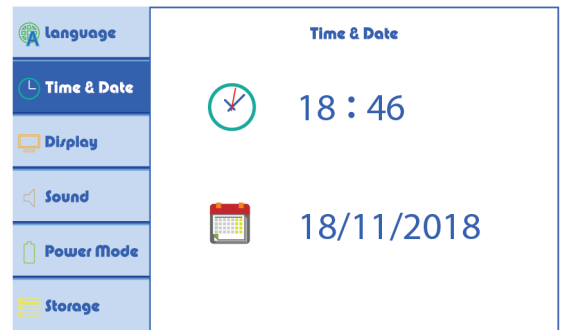 Language
Time & Date
Display
Sound
Power Mode
Storage
Time & Date
18 : 46
18/11/2018